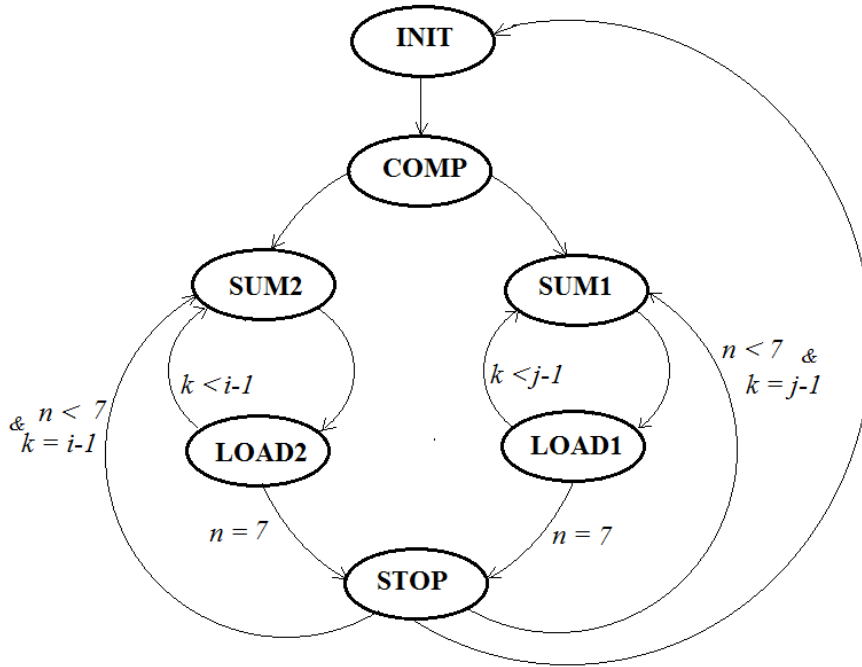 INIT
COMP
SUM2
SUM1
k < i-1
k < j-1
n < 7 &
k = j-1
& n < 7
k = i-1
LOAD2
LOAD1
n = 7
n = 7
STOP